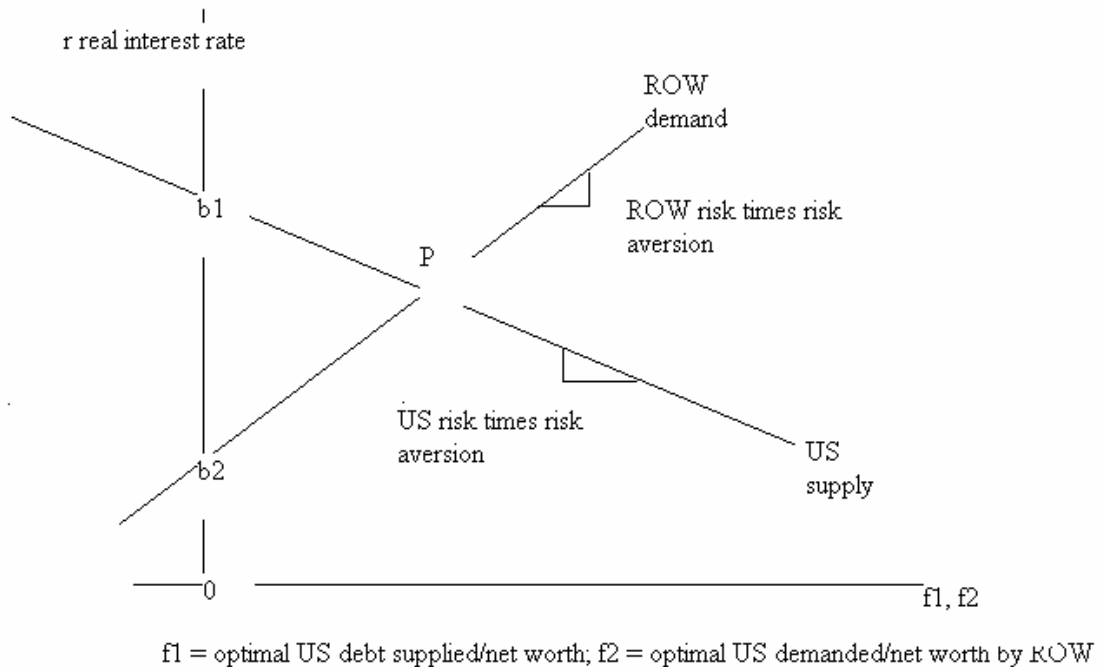 r real interest rate
ROW
demand
b1
ROW risk times risk
aversion
P
US risk times risk
aversion
US
supply
b2
0
f1, f2
f1 = optimal US debt supplied/net worth; f2 = optimal US demanded/net worth by ROW